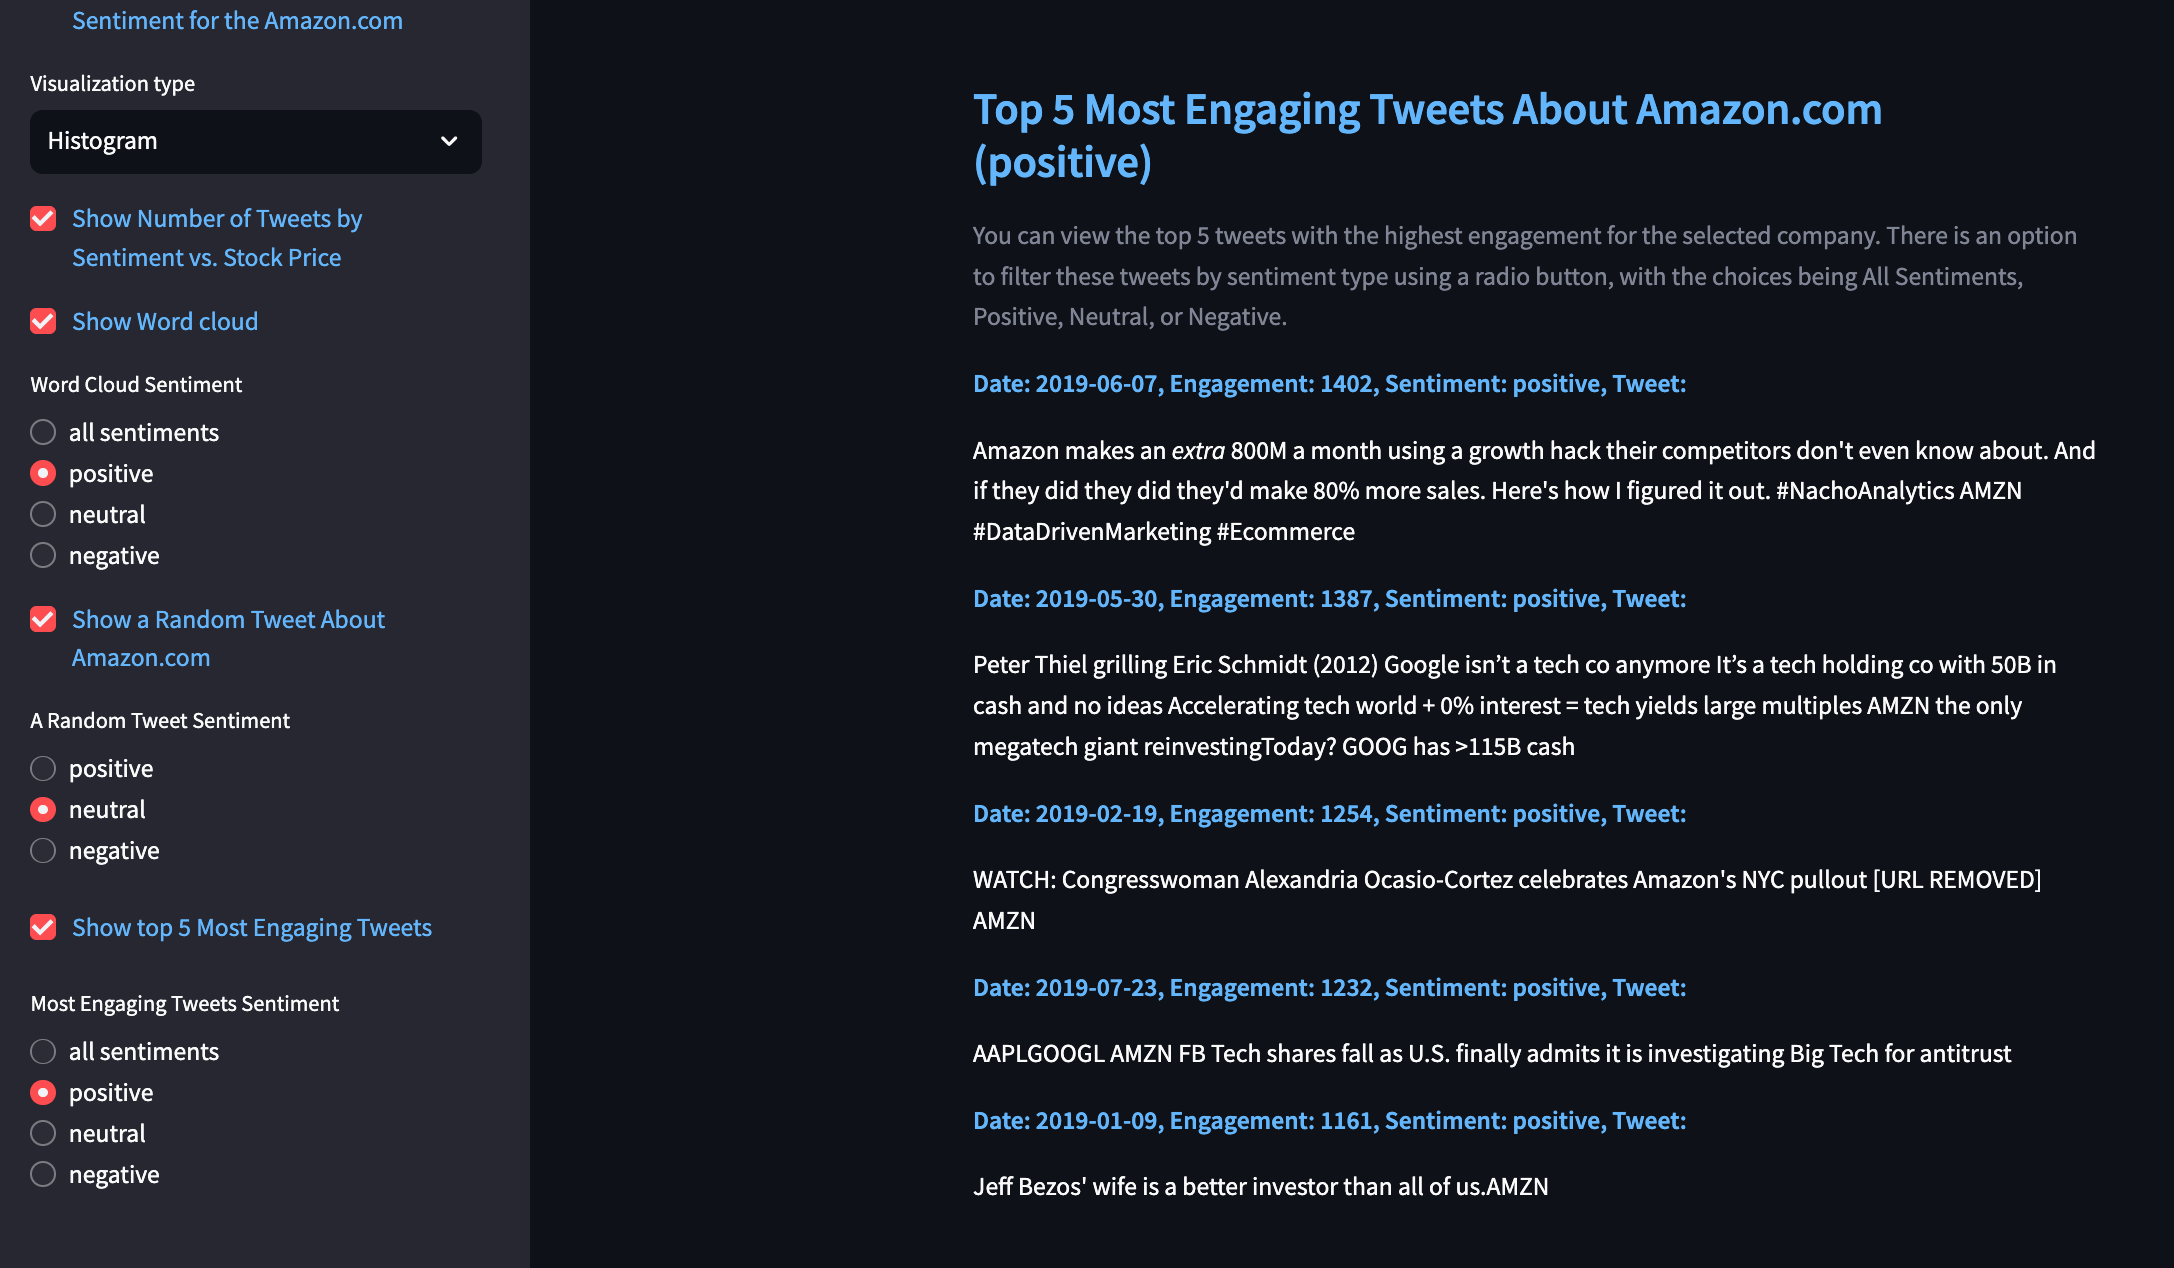 Sentiment for the Amazon.com
Visualization type
Histogram
Show Number of Tweets by
Sentiment vs. Stock Price
Show Word cloud
Word Cloud Sentiment
all sentiments
positive
neutral
negative
Show a Random Tweet About
Amazon.com
A Random Tweet Sentiment
positive
neutral
negative
Show top 5 Most Engaging Tweets
Most Engaging Tweets Sentiment
all sentiments
positive
neutral
negative
Top 5 Most Engaging Tweets About Amazon.com
(positive)
You can view the top 5 tweets with the highest engagement for the selected company. There is an option
to filter these tweets by sentiment type using a radio button, with the choices being All Sentiments,
Positive, Neutral, or Negative.
Date: 2019-06-07, Engagement: 1402, Sentiment: positive, Tweet:
Amazon makes an extra 800M a month using a growth hack their competitors don't even know about. And
if they did they did they'd make 80% more sales. Here's how I figured it out. #NachoAnalytics AMZN
#DataDrivenMarketing #Ecommerce
Date: 2019-05-30, Engagement: 1387, Sentiment: positive, Tweet:
Peter Thiel grilling Eric Schmidt (2012) Google isn’t a tech co anymore It’s a tech holding co with 50B in
cash and no ideas Accelerating tech world + 0% interest = tech yields large multiples AMZN the only
megatech giant reinvestingToday? GOOG has >115B cash
Date: 2019-02-19, Engagement: 1254, Sentiment: positive, Tweet:
WATCH: Congresswoman Alexandria Ocasio-Cortez celebrates Amazon's NYC pullout [URL REMOVED]
AMZN
Date: 2019-07-23, Engagement: 1232, Sentiment: positive, Tweet:
AAPLGOOGL AMZN FB Tech shares fall as U.S. finally admits it is investigating Big Tech for antitrust
Date: 2019-01-09, Engagement: 1161, Sentiment: positive, Tweet:
Jeff Bezos' wife is a better investor than all of us.AMZN